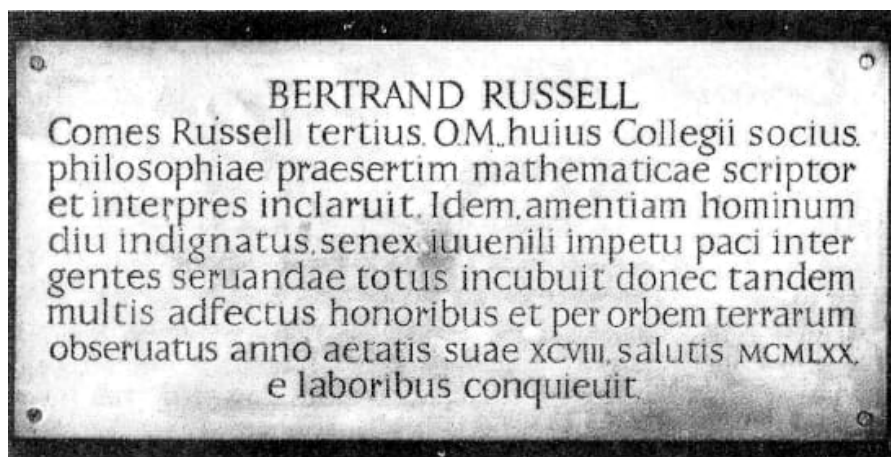 BERTRAND RUSSELL
Comes Russell tertius, O.M., huius Collegii socius,
philosophiae praesertim mathematicae scriptor
et interpres inclaruit. Idem, amentiam hominum
diu indignatus, senex iuuenili impetu paci inter
gentes seruandae totus incubuit donec tandem
multis adfectus honoribus et per orbem terrarum
obseruatus anno aetatis suae XCVIII, salutis MCMLXX,
e laboribus conquieuit.